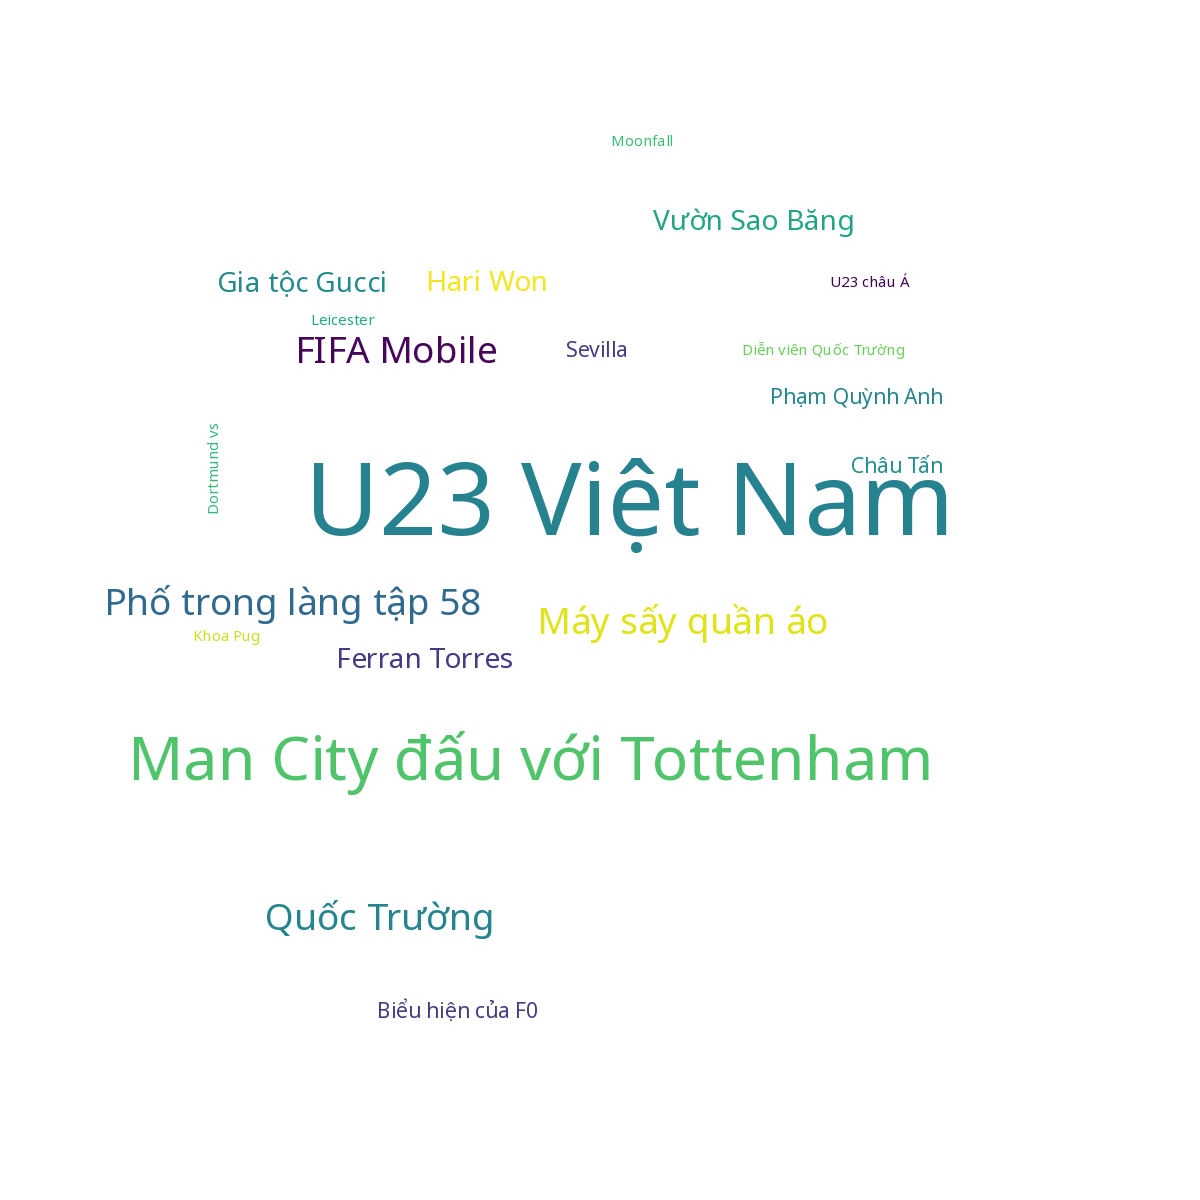 Moonfall
Vườn Sao Băng
Gia tộc Gucci
Hari Won
U23 châu Á
Leicester
FIFA Mobile
Sevilla
Diễn viên Quốc Trường
Phạm Quỳnh Anh
Dortmund vs
Châu Tấn
U23 Việt Nam
Phố trong làng tập 58
Máy sấy quần áo
Khoa Pug
Ferran Torres
Man City đấu với Tottenham
Quốc Trường
Biểu hiện của F0